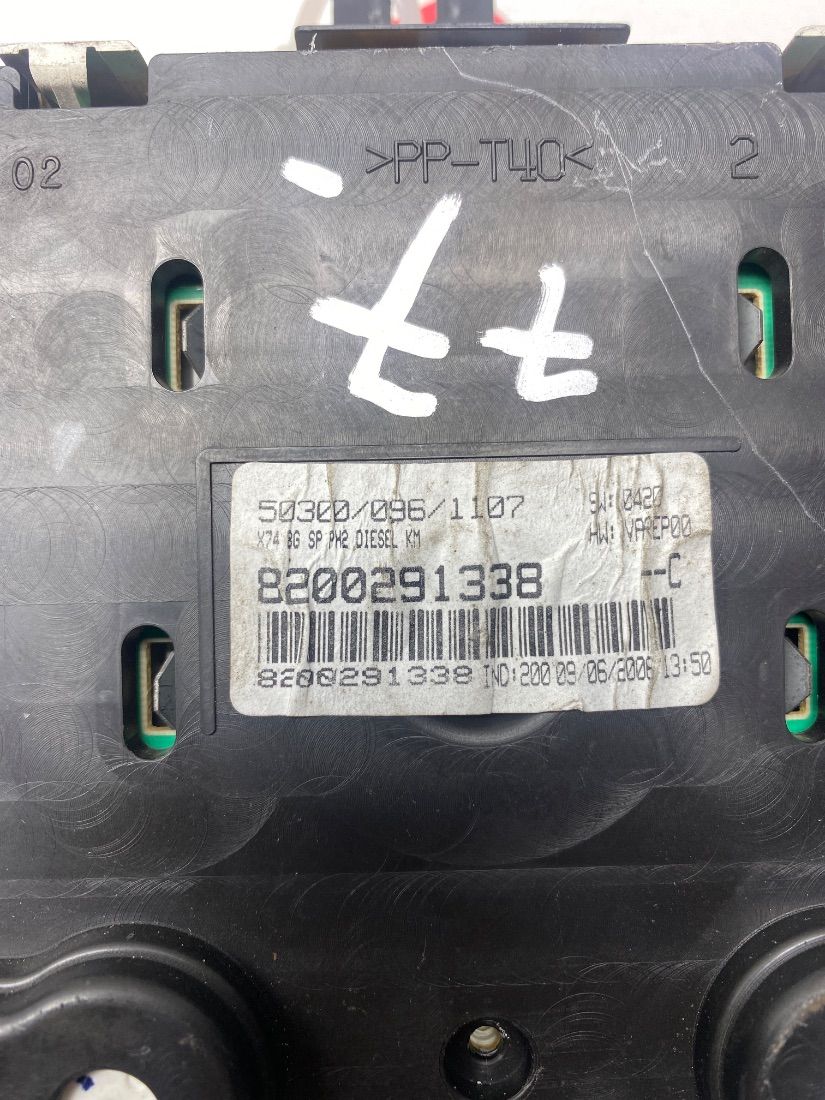 02 >PP-T40< 2
77
50300/096/1107 SW: 0420
X74 BG SP PH2 DIESEL KM HW:
8200291338 --C
8200291338 IND:200 09/06/2006 13:50